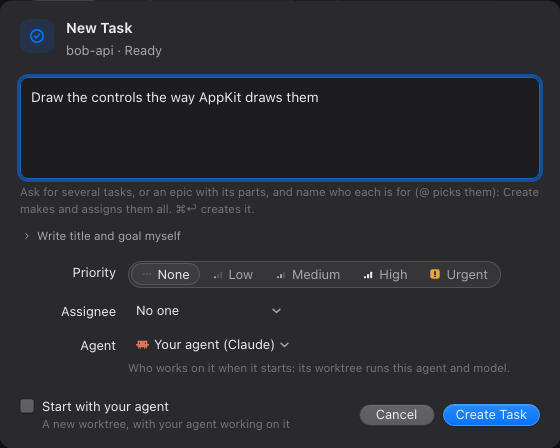 New Task
bob-api · Ready
Draw the controls the way AppKit draws them
Ask for several tasks, or an epic with its parts, and name who each is for (@ picks them): Create
makes and assigns them all. ⌘↩ creates it.
Write title and goal myself
Priority None Low Medium High Urgent
Assignee No one
Agent Your agent (Claude)
Who works on it when it starts: its worktree runs this agent and model.
Start with your agent
A new worktree, with your agent working on it
Cancel Create Task